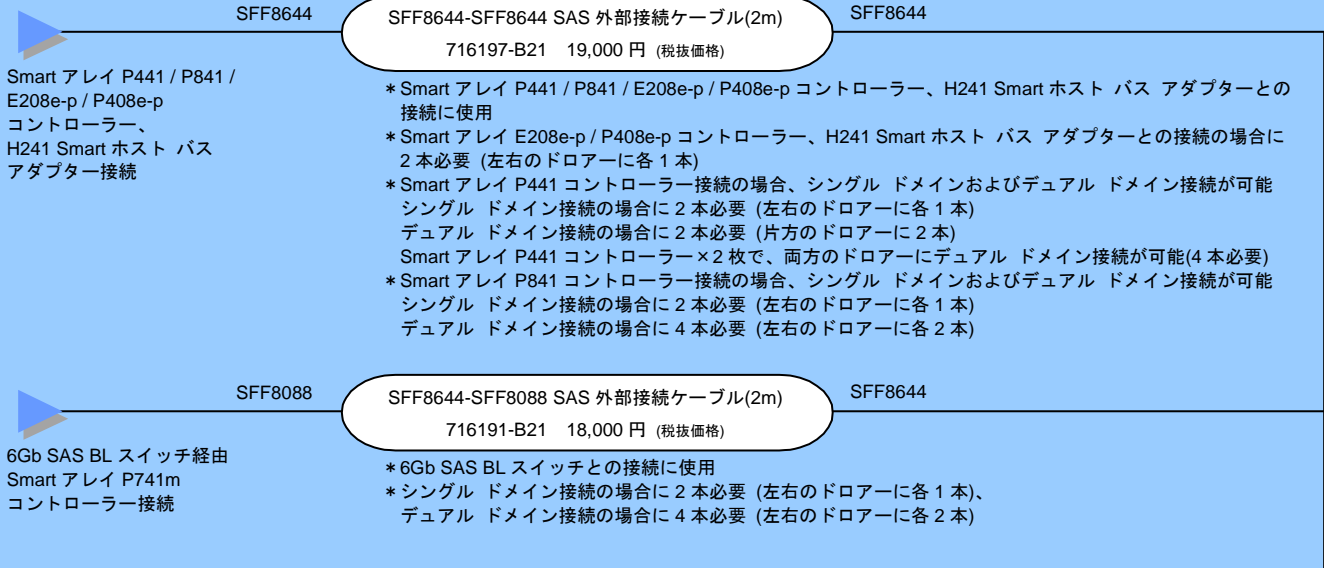 SFF8644
SFF8644-SFF8644 SAS 外部接続ケーブル(2m)
716197-B21 19,000 円 (税抜価格)
SFF8644
Smart アレイ P441 / P841 /
E208e-p / P408e-p
コントローラー、
H241 Smart ホスト バス
アダプター接続
＊Smart アレイ P441 / P841 / E208e-p / P408e-p コントローラー、H241 Smart ホスト バス アダプターとの
接続に使用
＊Smart アレイ E208e-p / P408e-p コントローラー、H241 Smart ホスト バス アダプターとの接続の場合に
2 本必要 (左右のドロアーに各 1 本)
＊Smart アレイ P441 コントローラー接続の場合、シングル ドメインおよびデュアル ドメイン接続が可能
シングル ドメイン接続の場合に 2 本必要 (左右のドロアーに各 1 本)
デュアル ドメイン接続の場合に 2 本必要 (片方のドロアーに 2 本)
Smart アレイ P441 コントローラー×2 枚で、両方のドロアーにデュアル ドメイン接続が可能(4 本必要)
＊Smart アレイ P841 コントローラー接続の場合、シングル ドメインおよびデュアル ドメイン接続が可能
シングル ドメイン接続の場合に 2 本必要 (左右のドロアーに各 1 本)
デュアル ドメイン接続の場合に 4 本必要 (左右のドロアーに各 2 本)
SFF8088
SFF8644-SFF8088 SAS 外部接続ケーブル(2m)
716191-B21 18,000 円 (税抜価格)
SFF8644
6Gb SAS BL スイッチ経由
Smart アレイ P741m
コントローラー接続
＊6Gb SAS BL スイッチとの接続に使用
＊シングル ドメイン接続の場合に 2 本必要 (左右のドロアーに各 1 本)、
デュアル ドメイン接続の場合に 4 本必要 (左右のドロアーに各 2 本)